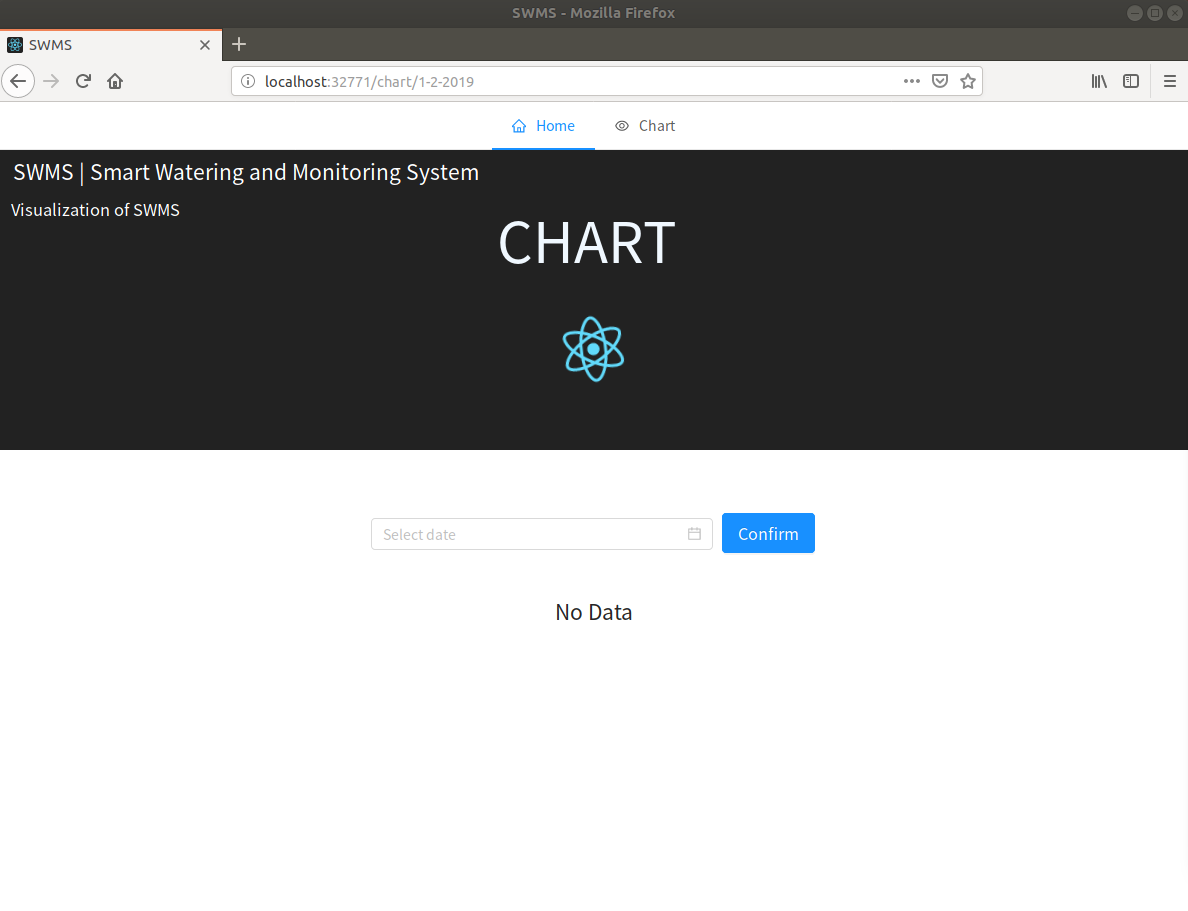 SWMS - Mozilla Firefox
SWMS
localhost:32771/chart/1-2-2019
Home Chart
SWMS | Smart Watering and Monitoring System
Visualization of SWMS
CHART
Select date Confirm
No Data